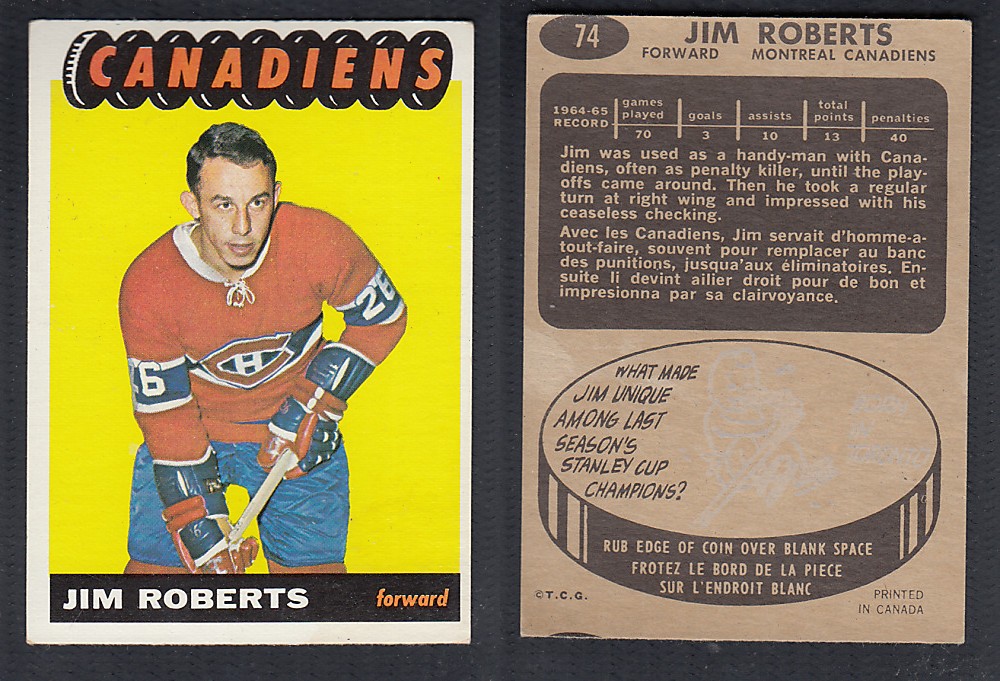 CANADIENS
26
26
H
JIM ROBERTS forward
74
JIM ROBERTS
FORWARD MONTREAL CANADIENS
1964-65 RECORD games played goals assists total points penalties
70 3 10 13 40
Jim was used as a handy-man with Cana-
diens, often as penalty killer, until the play-
offs came around. Then he took a regular
turn at right wing and impressed with his
ceaseless checking.
Avec les Canadiens, Jim servait d'homme-a-
tout-faire, souvent pour remplacer au banc
des punitions, jusqua'aux éliminatoires. En-
suite li devint ailier droit pour de bon et
impresionna par sa clairvoyance.
WHAT MADE
JIM UNIQUE
AMONG LAST
SEASON'S
STANLEY CUP
CHAMPIONS?
RUB EDGE OF COIN OVER BLANK SPACE
FROTEZ LE BORD DE LA PIECE
SUR L'ENDROIT BLANC
© T.C.G.
PRINTED
IN CANADA